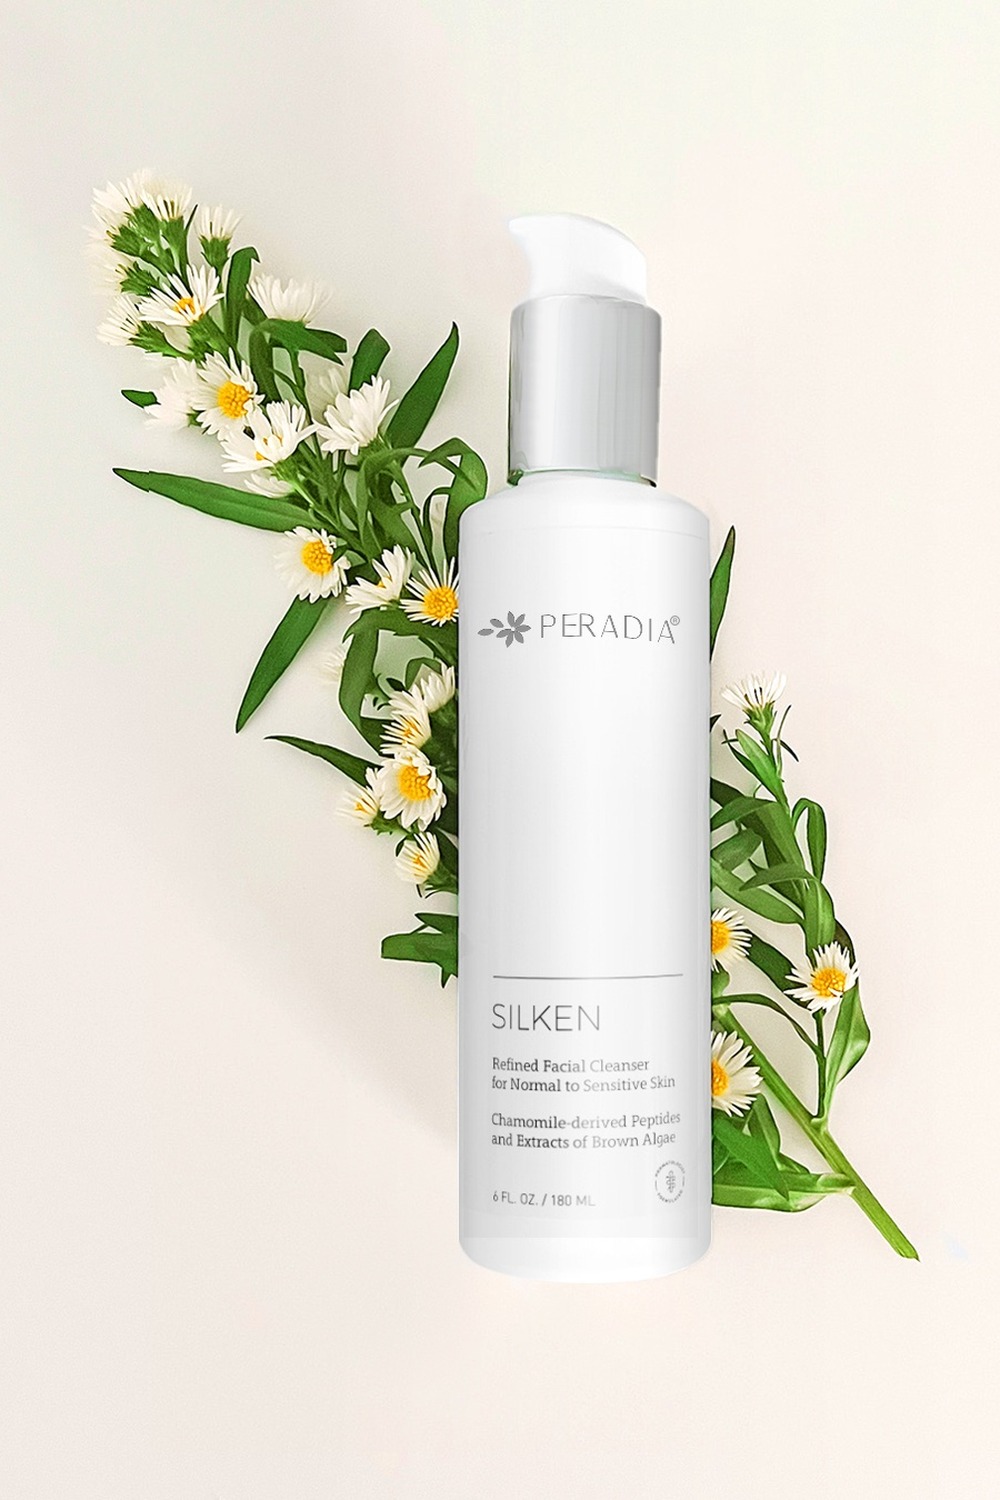 PERADIA®
SILKEN
Refined Facial Cleanser
for Normal to Sensitive Skin
Chamomile-derived Peptides
and Extracts of Brown Algae
6 FL. OZ. / 180 ML